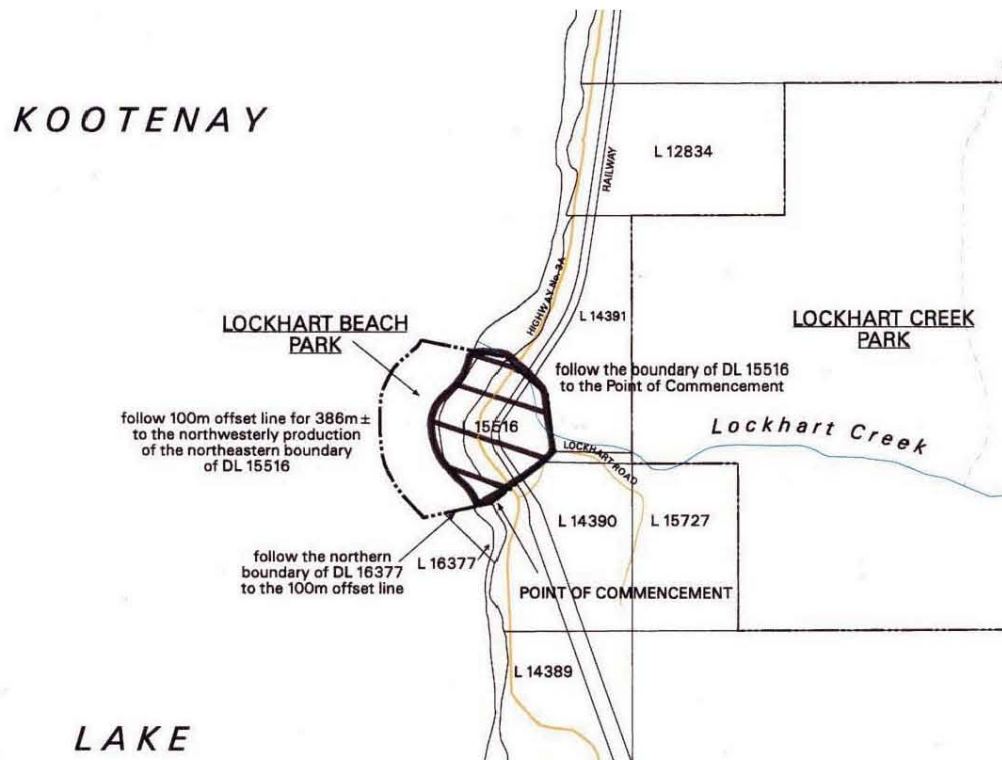 KOOTENAY
L 12834
RAILWAY
HIGHWAY No. 3A
L 14391
LOCKHART BEACH
PARK
LOCKHART CREEK
PARK
follow the boundary of DL 15516
to the Point of Commencement
follow 100m offset line for 386m±
to the northwesterly production
of the northeastern boundary
of DL 15516
15516
Lockhart Creek
LOCKHART ROAD
L 14390
L 15727
follow the northern
boundary of DL 16377
to the 100m offset line
L 16377
POINT OF COMMENCEMENT
L 14389
LAKE